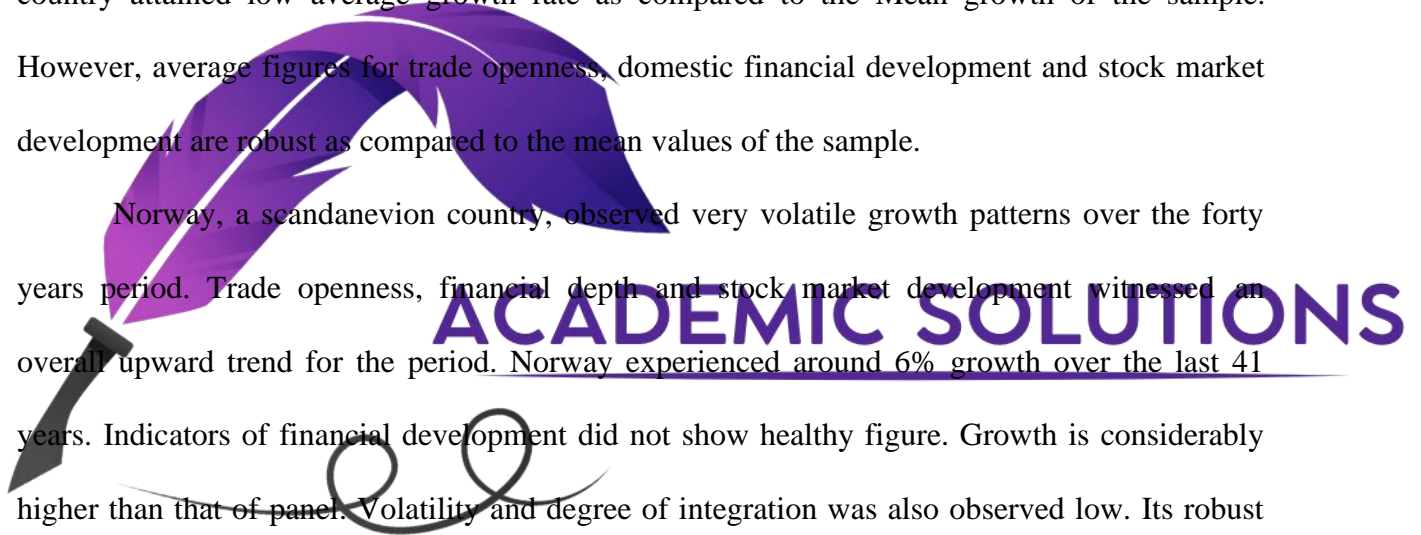 country attained low average growth rate as compared to the Mean growth of the sample.
However, average figures for trade openness, domestic financial development and stock market
development are robust as compared to the mean values of the sample.
Norway, a scandanevion country, observed very volatile growth patterns over the forty
years period. Trade openness, financial depth and stock market development witnessed an
ACADEMIC SOLUTIONS
overall upward trend for the period. Norway experienced around 6% growth over the last 41
years. Indicators of financial development did not show healthy figure. Growth is considerably
higher than that of panel. Volatility and degree of integration was also observed low. Its robust